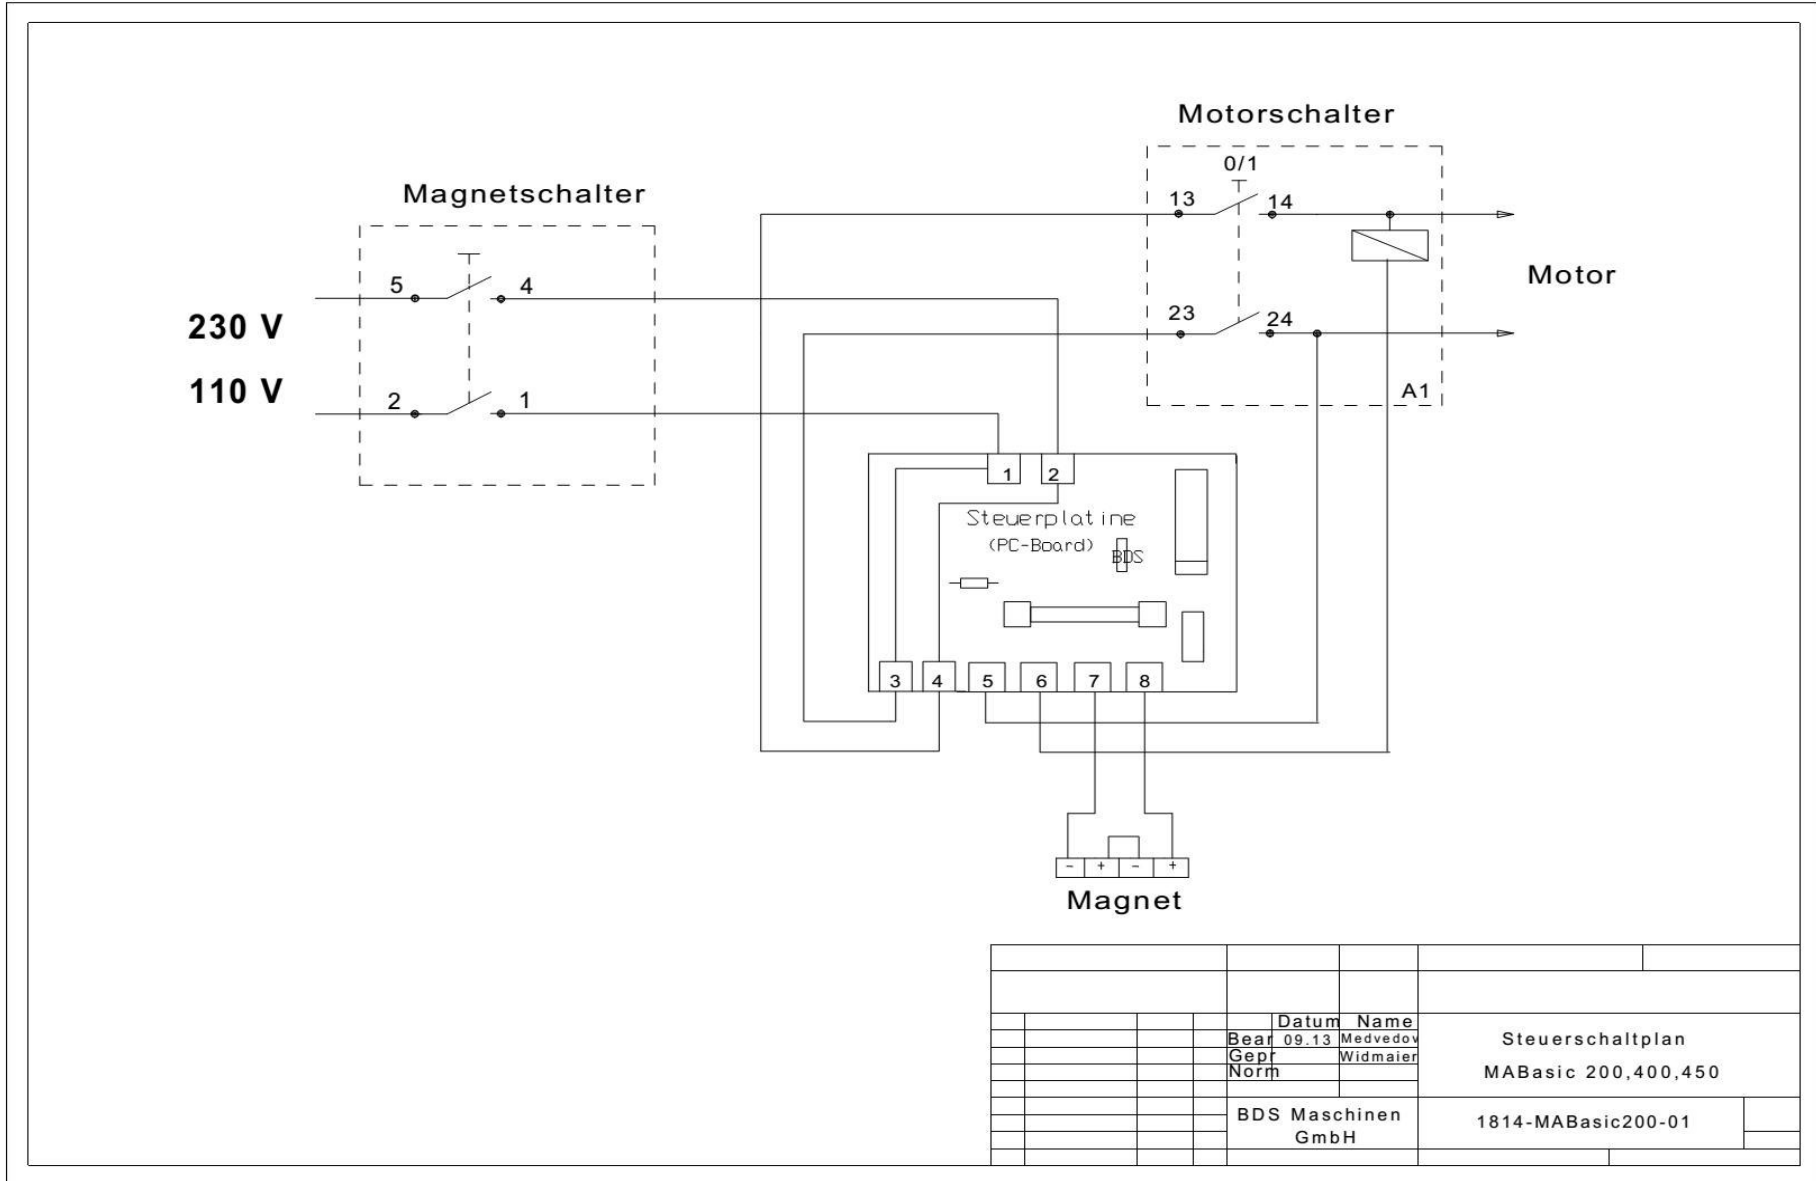 Motorschalter
0/1
13
14
Magnetschalter
5
4
230 V
110 V
2
1
Motor
23
24
A1
1
2
Steuerplatine
(PC-Board)
BDS
3
4
5
6
7
8
- + - +
Magnet
Datum Name
Bear 09.13 Medvedov
Gepr Widmaier
Norm
Steuerschaltplan
MABasic 200,400,450
BDS Maschinen
GmbH
1814-MABasic200-01